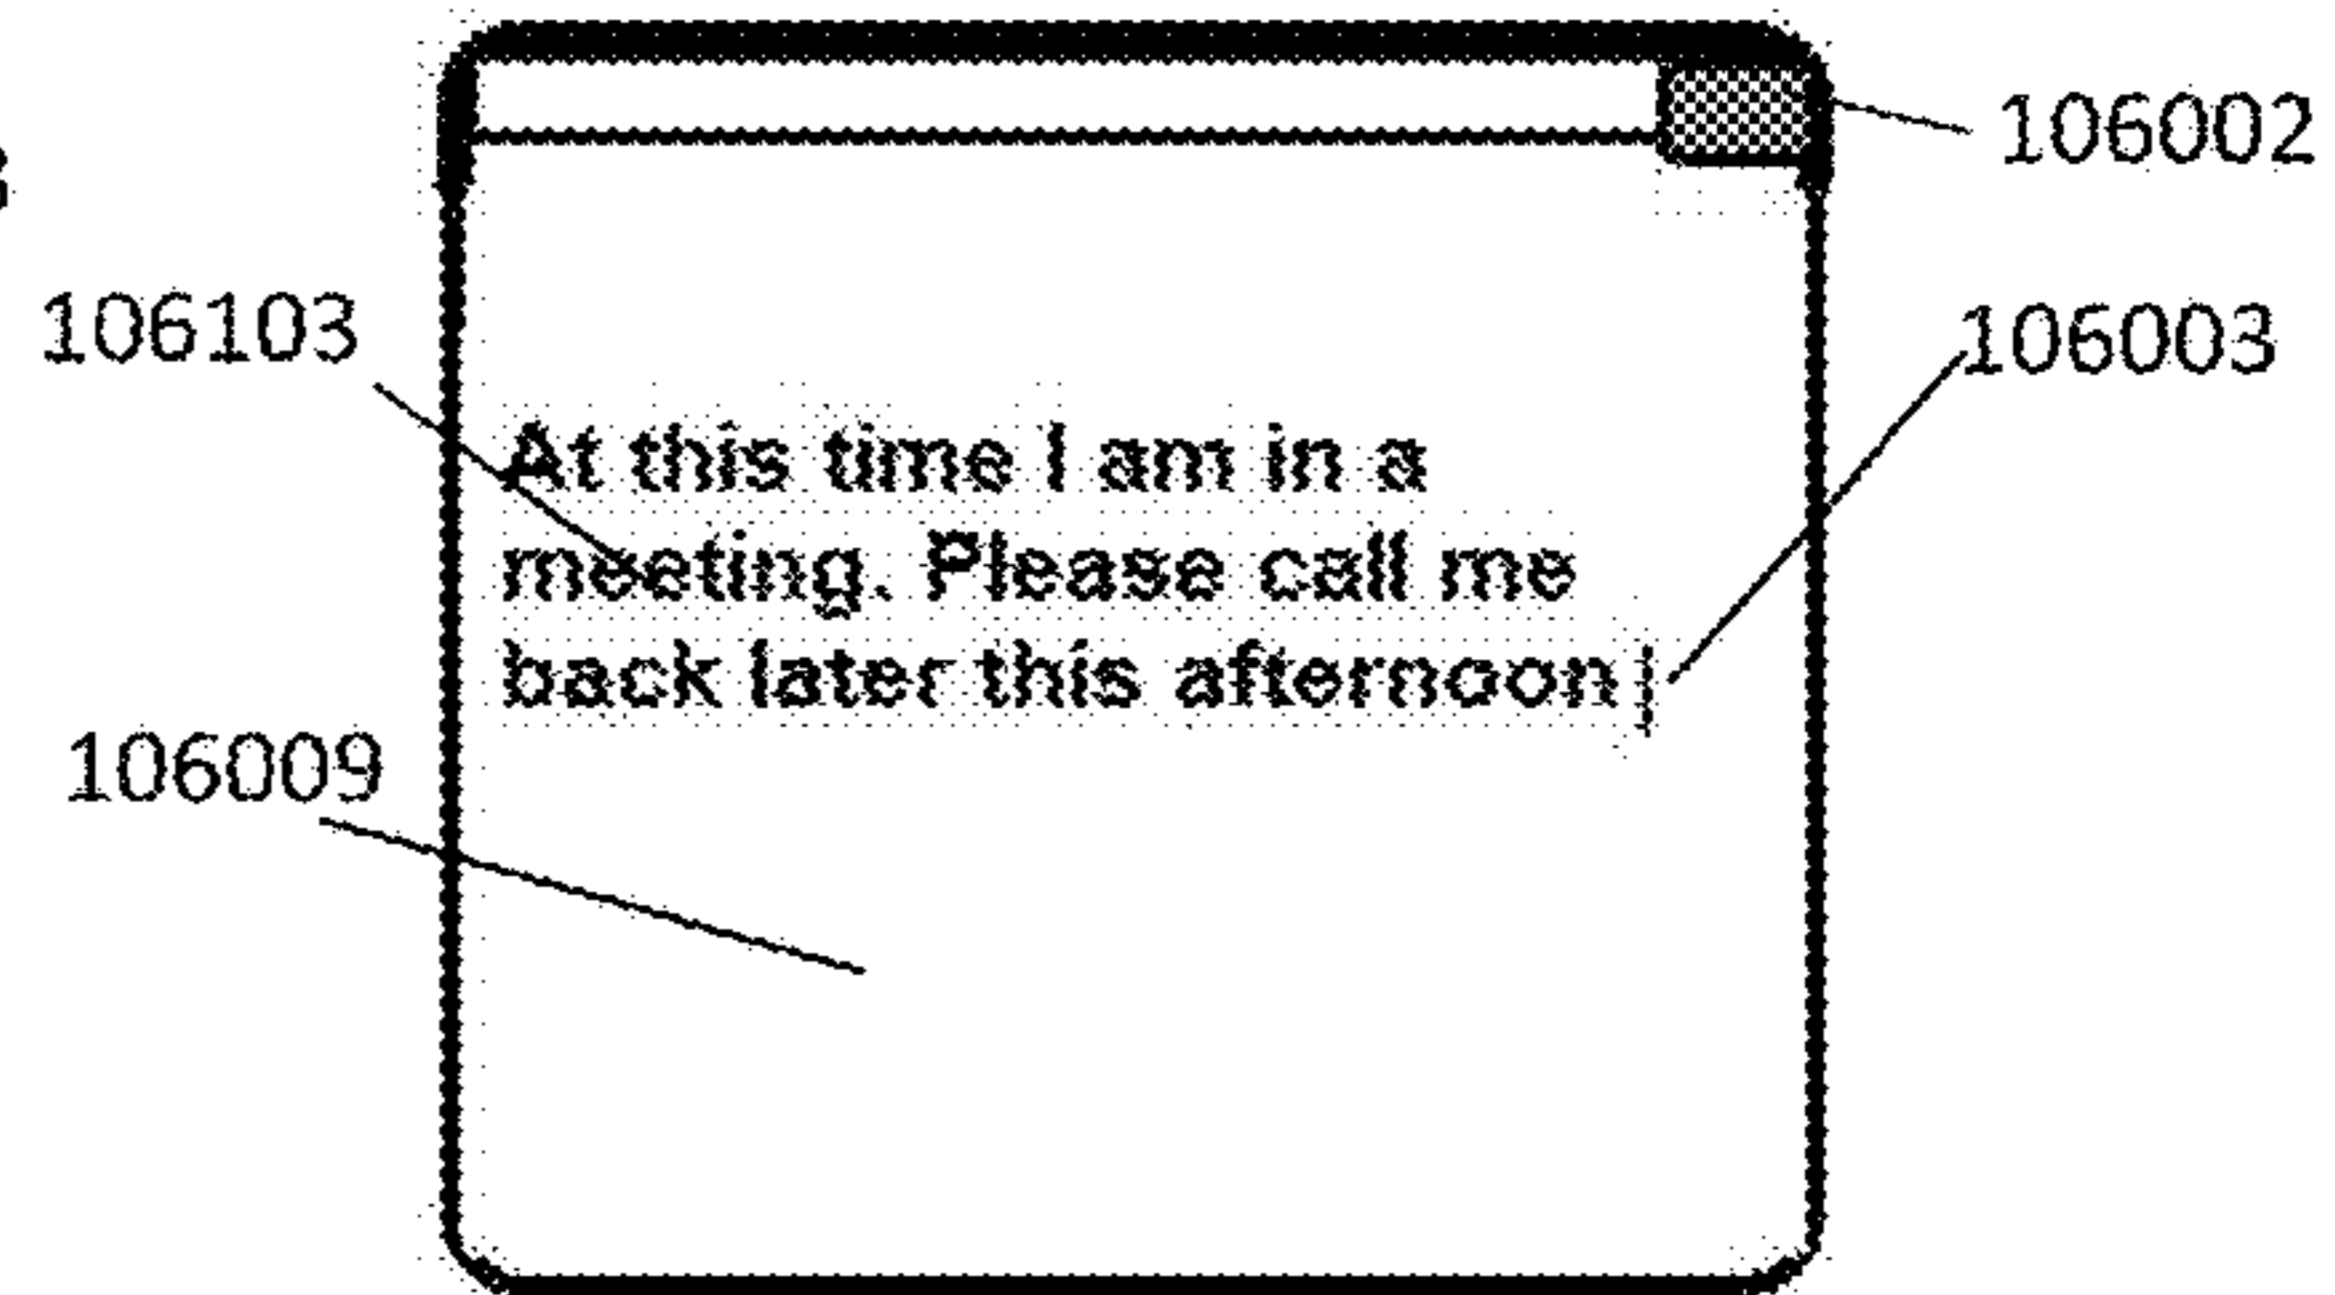 106002
106103
106003
At this time I am in a
meeting. Please call me
back later this afternoon
106009